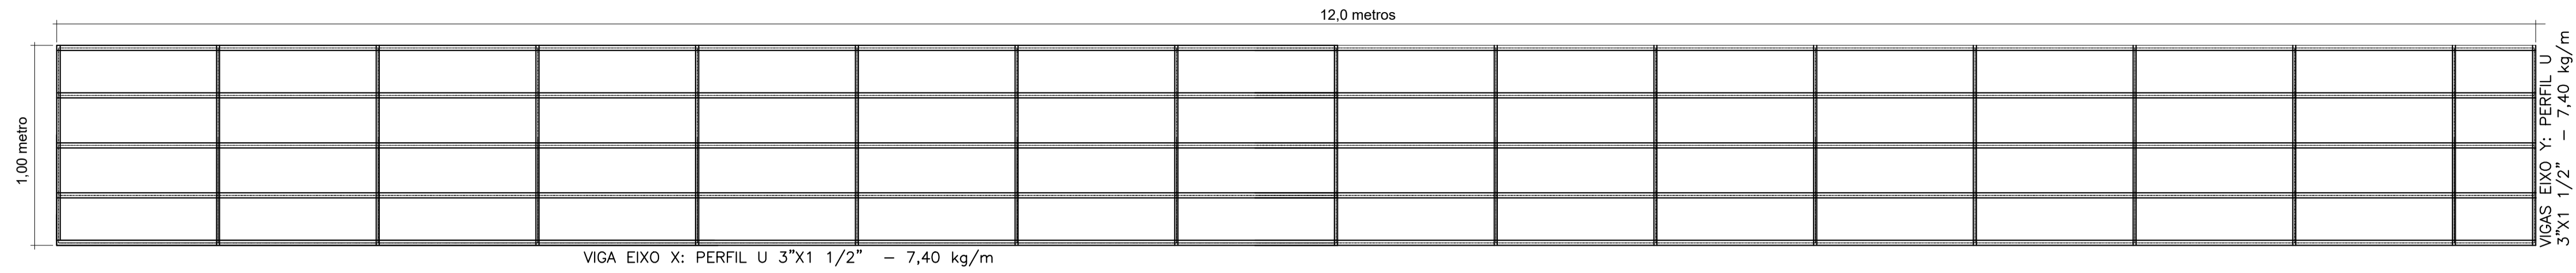 12,0 metros
1,00 metro
VIGAS EIXO Y: PERFIL U
3"X1 1/2" - 7,40 kg/m
VIGA EIXO X: PERFIL U 3"X1 1/2" - 7,40 kg/m